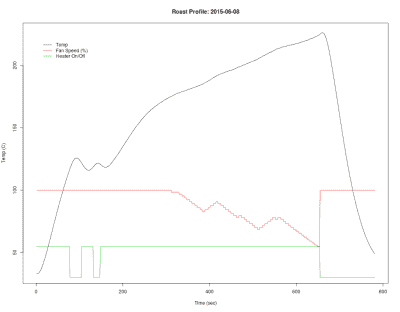 Roast Profile: 2015-06-08
Temp
Fan Speed (%)
Heater On/Off
Temp (C)
200
150
100
50
0
200
400
600
800
Time (sec)